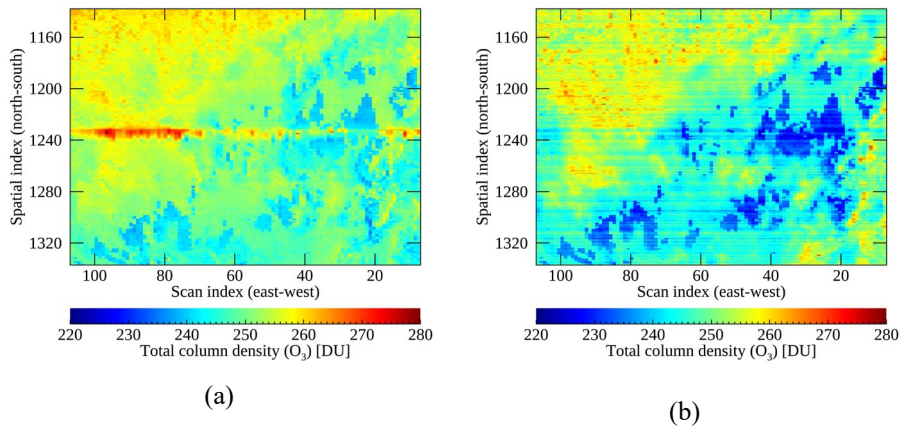 1160
1200
1240
1280
1320
Spatial index (north-south)
100 80 60 40 20
Scan index (east-west)
220 230 240 250 260 270 280
Total column density (O₃) [DU]
(a)
1160
1200
1240
1280
1320
Spatial index (north-south)
100 80 60 40 20
Scan index (east-west)
220 230 240 250 260 270 280
Total column density (O₃) [DU]
(b)